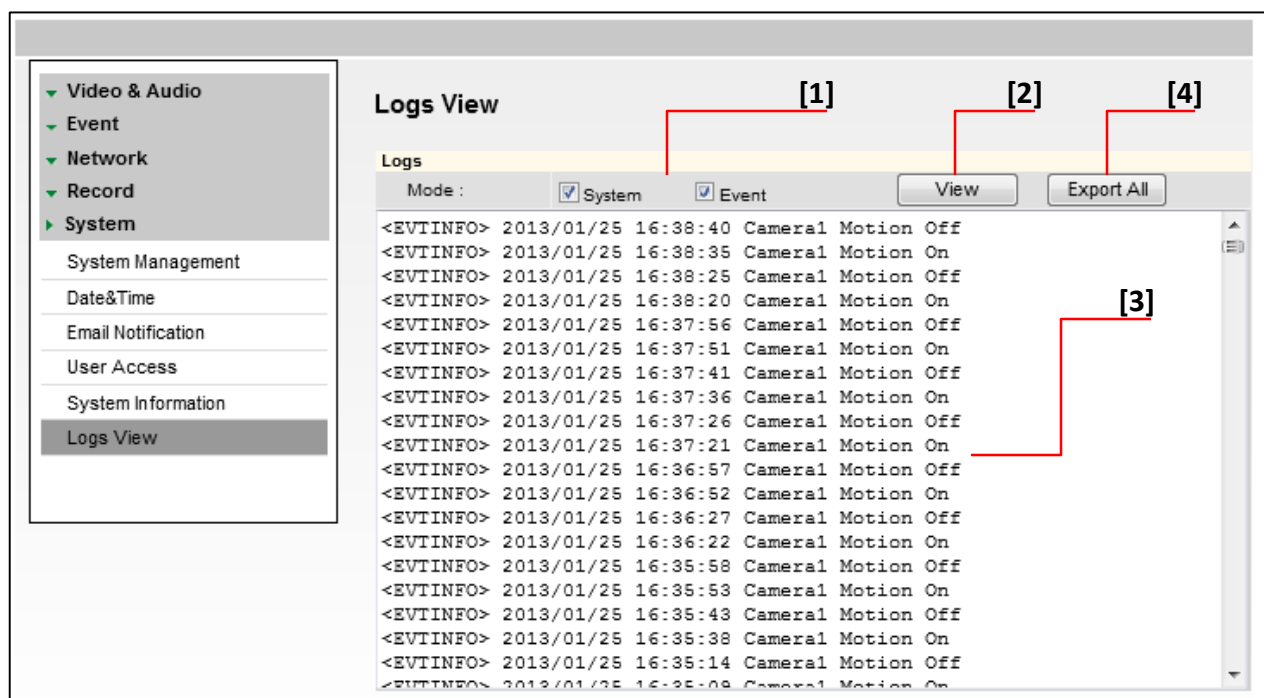 Video & Audio
Event
Network
Record
System
System Management
Date&Time
Email Notification
User Access
System Information
Logs View
Logs View
[1]
[2]
[4]
Logs
Mode :
System
Event
View
Export All
<EVTINFO> 2013/01/25 16:38:40 Camera1 Motion Off
<EVTINFO> 2013/01/25 16:38:35 Camera1 Motion On
<EVTINFO> 2013/01/25 16:38:25 Camera1 Motion Off
<EVTINFO> 2013/01/25 16:38:20 Camera1 Motion On
[3]
<EVTINFO> 2013/01/25 16:37:56 Camera1 Motion Off
<EVTINFO> 2013/01/25 16:37:51 Camera1 Motion On
<EVTINFO> 2013/01/25 16:37:41 Camera1 Motion Off
<EVTINFO> 2013/01/25 16:37:36 Camera1 Motion On
<EVTINFO> 2013/01/25 16:37:26 Camera1 Motion Off
<EVTINFO> 2013/01/25 16:37:21 Camera1 Motion On
<EVTINFO> 2013/01/25 16:36:57 Camera1 Motion Off
<EVTINFO> 2013/01/25 16:36:52 Camera1 Motion On
<EVTINFO> 2013/01/25 16:36:27 Camera1 Motion Off
<EVTINFO> 2013/01/25 16:36:22 Camera1 Motion On
<EVTINFO> 2013/01/25 16:35:58 Camera1 Motion Off
<EVTINFO> 2013/01/25 16:35:53 Camera1 Motion On
<EVTINFO> 2013/01/25 16:35:43 Camera1 Motion Off
<EVTINFO> 2013/01/25 16:35:38 Camera1 Motion On
<EVTINFO> 2013/01/25 16:35:14 Camera1 Motion Off
<EVTINFO> 2013/01/25 16:35:09 Camera1 Motion On